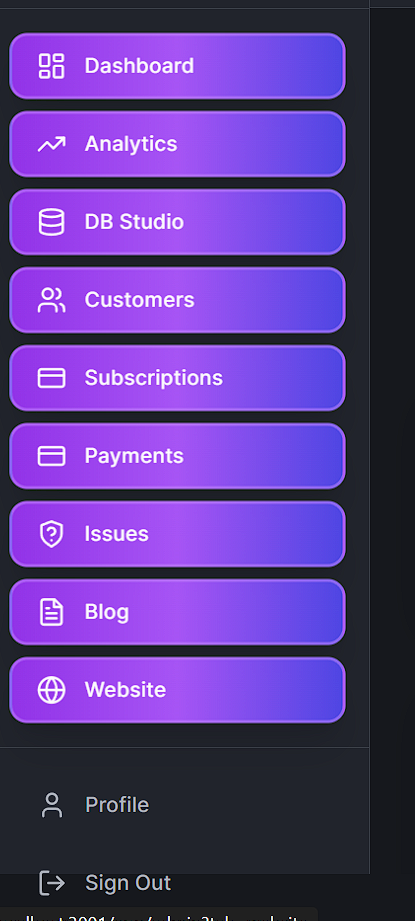 Dashboard
Analytics
DB Studio
Customers
Subscriptions
Payments
Issues
Blog
Website
Profile
Sign Out